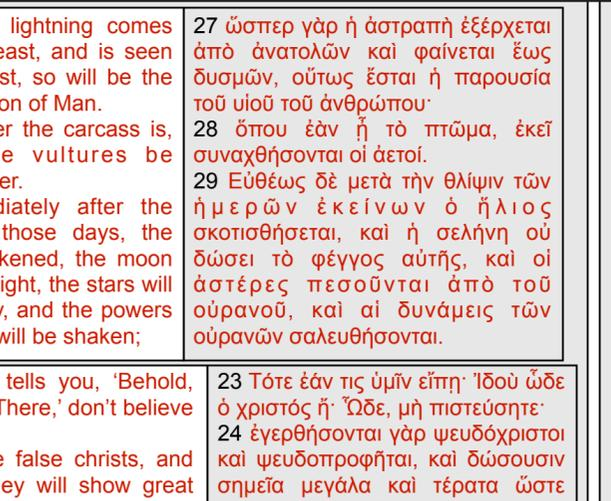 lightning comes
east, and is seen
st, so will be the
on of Man.
er the carcass is,
e vultures be
er.
diately after the
those days, the
kened, the moon
ight, the stars will
y, and the powers
will be shaken;
27 ὥσπερ γὰρ ἡ ἀστραπὴ ἐξέρχεται
ἀπὸ ἀνατολῶν καὶ φαίνεται ἕως
δυσμῶν, οὕτως ἔσται ἡ παρουσία
τοῦ υἱοῦ τοῦ ἀνθρώπου·
28 ὅπου ἐὰν ᾖ τὸ πτῶμα, ἐκεῖ
συναχθήσονται οἱ ἀετοί.
29 Εὐθέως δὲ μετὰ τὴν θλίψιν τῶν
ἡμερῶν ἐκείνων ὁ ἥλιος
σκοτισθήσεται, καὶ ἡ σελήνη οὐ
δώσει τὸ φέγγος αὐτῆς, καὶ οἱ
ἀστέρες πεσοῦνται ἀπὸ τοῦ
οὐρανοῦ, καὶ αἱ δυνάμεις τῶν
οὐρανῶν σαλευθήσονται.
tells you, ‘Behold,
There,’ don’t believe
e false christs, and
ey will show great
23 Τότε ἐάν τις ὑμῖν εἴπῃ· Ἰδοὺ ὧδε
ὁ χριστός ἤ· Ὧδε, μὴ πιστεύσητε·
24 ἐγερθήσονται γὰρ ψευδόχριστοι
καὶ ψευδοπροφῆται, καὶ δώσουσιν
σημεῖα μεγάλα καὶ τέρατα ὥστε